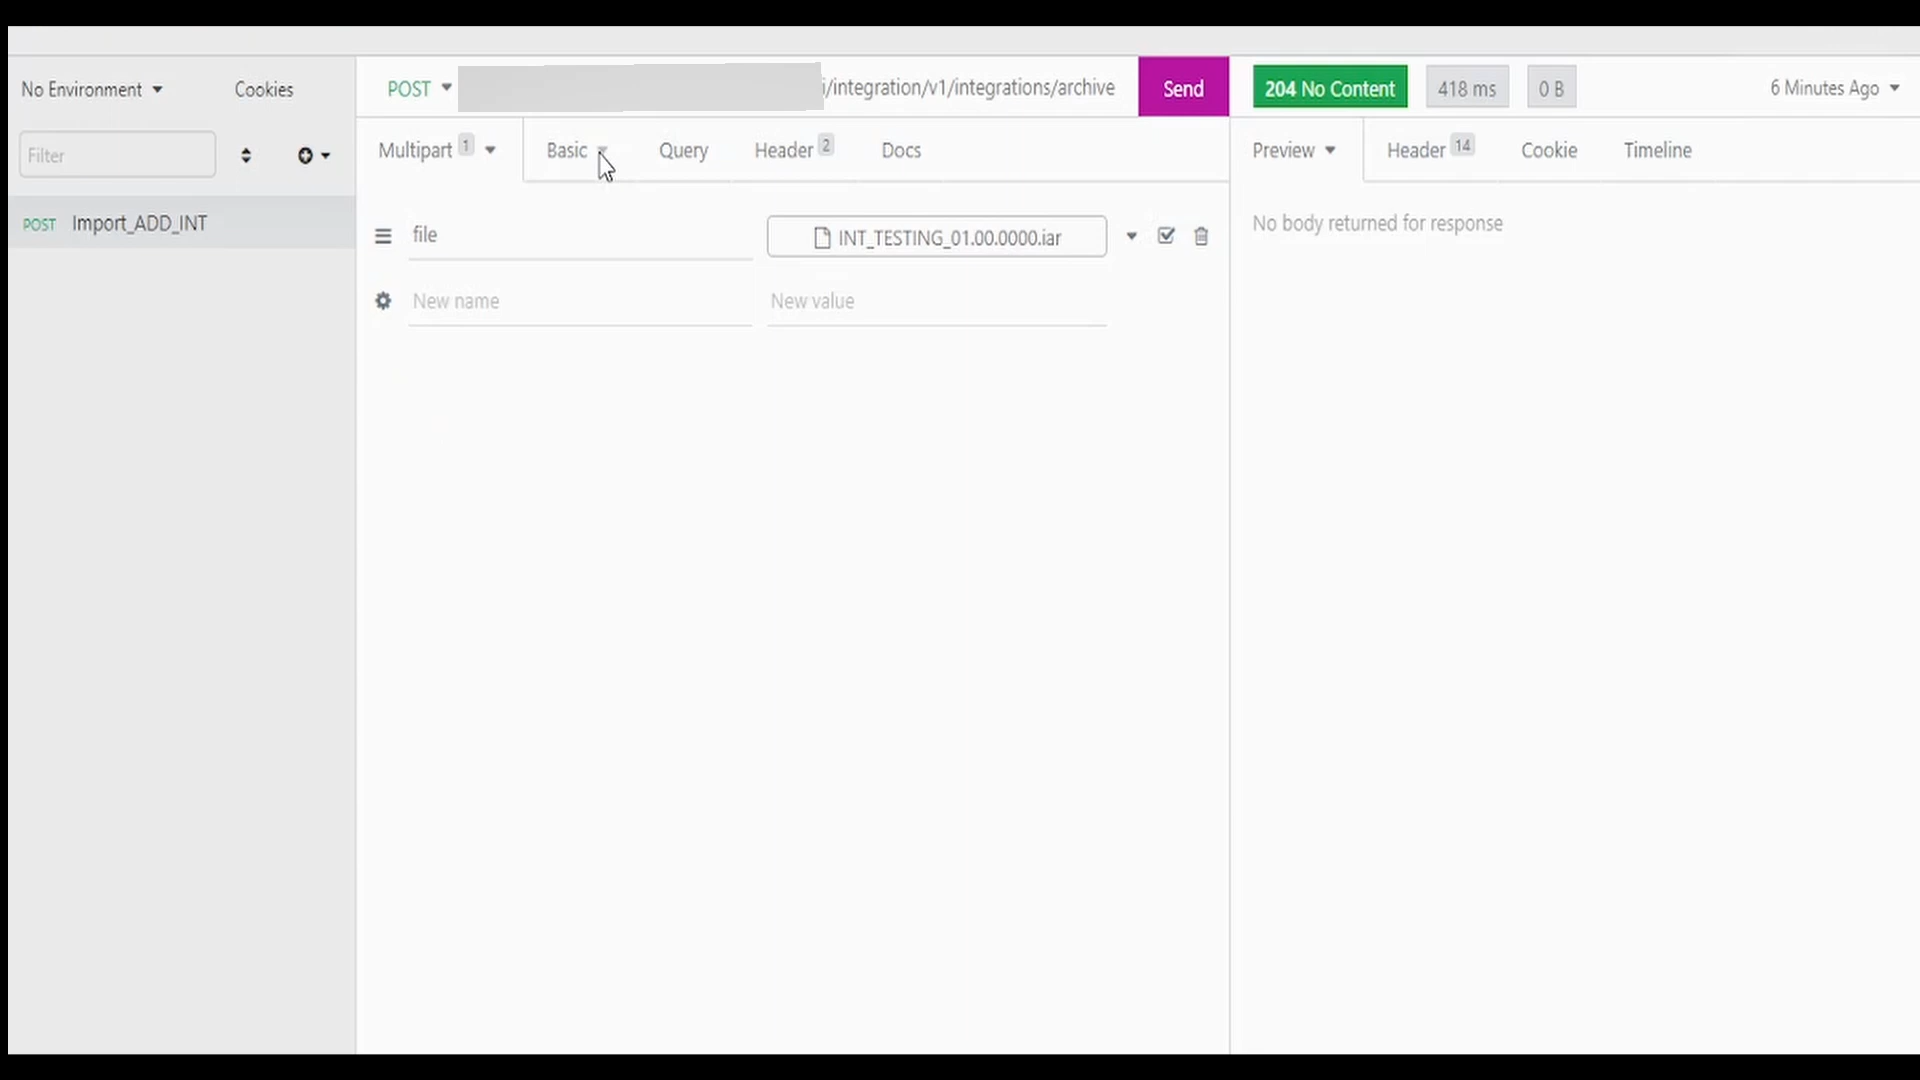 No Environment
Cookies
Filter
POST Import_ADD_INT
POST i/integration/v1/integrations/archive Send
Multipart 1 Basic Query Header 2 Docs
file INT_TESTING_01.00.0000.iar
New name New value
204 No Content 418 ms 0 B 6 Minutes Ago
Preview Header 14 Cookie Timeline
No body returned for response